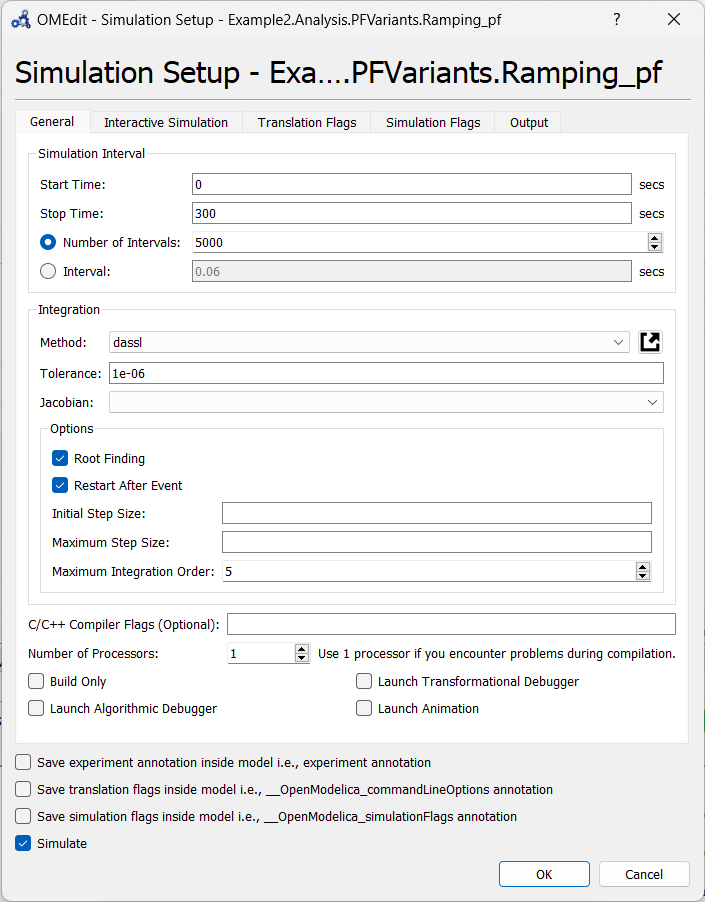 OMEdit - Simulation Setup - Example2.Analysis.PFVariants.Ramping_pf
Simulation Setup - Exa….PFVariants.Ramping_pf
General Interactive Simulation Translation Flags Simulation Flags Output
Simulation Interval
Start Time: 0 secs
Stop Time: 300 secs
Number of Intervals: 5000
Interval: 0.06 secs
Integration
Method: dassl
Tolerance: 1e-06
Jacobian:
Options
Root Finding
Restart After Event
Initial Step Size:
Maximum Step Size:
Maximum Integration Order: 5
C/C++ Compiler Flags (Optional):
Number of Processors: 1 Use 1 processor if you encounter problems during compilation.
Build Only Launch Transformational Debugger
Launch Algorithmic Debugger Launch Animation
Save experiment annotation inside model i.e., experiment annotation
Save translation flags inside model i.e., __OpenModelica_commandLineOptions annotation
Save simulation flags inside model i.e., __OpenModelica_simulationFlags annotation
Simulate
OK Cancel